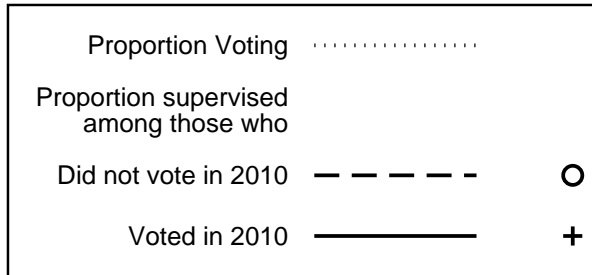 Proportion Voting
Proportion supervised
among those who
Did not vote in 2010
Voted in 2010